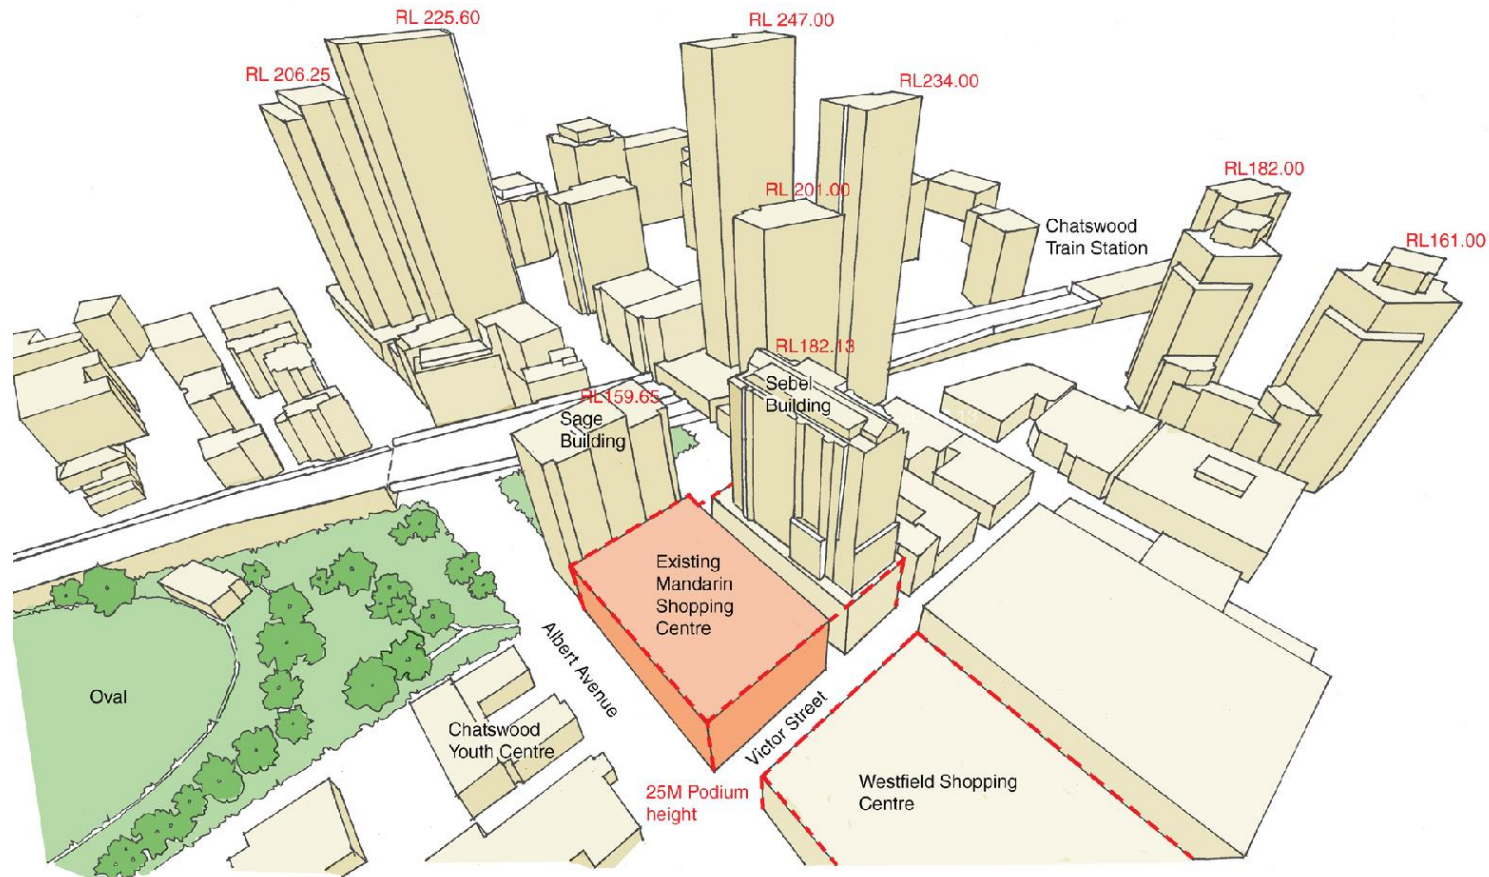 RL 225.60
RL 247.00
RL 206.25
RL234.00
RL182.00
RL 201.00
Chatswood
Train Station
RL161.00
RL182.13
Sebel
Building
RL159.65
Sage
Building
Existing
Mandarin
Shopping
Centre
Albert Avenue
Oval
Chatswood
Youth Centre
Victor Street
25M Podium
height
Westfield Shopping
Centre